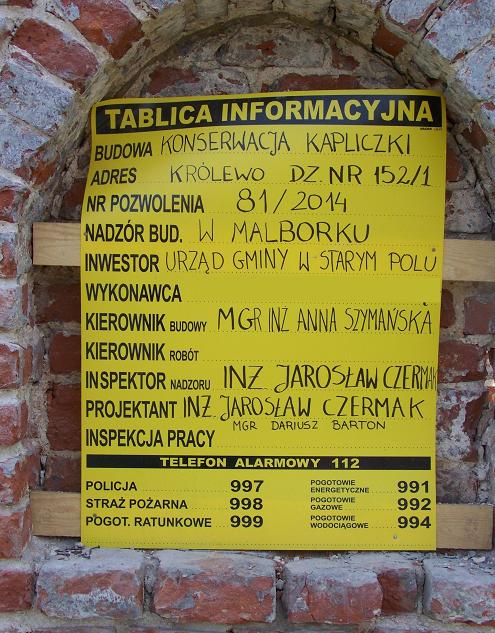 TABLICA INFORMACYJNA
BUDOWA KONSERWACJA KAPLICZKI
ADRES KRÓLEWO DZ. NR 152/1
NR POZWOLENIA 81/2014
NADZÓR BUD. W MALBORKU
INWESTOR URZĄD GMINY W STARYM POLU
WYKONAWCA
KIEROWNIK BUDOWY MGR INŻ ANNA SZYMAŃSKA
KIEROWNIK ROBÓT
INSPEKTOR NADZORU INŻ. JAROSŁAW CZERMAK
PROJEKTANT INŻ. JAROSŁAW CZERMAK
MGR DARIUSZ BARTON
INSPEKCJA PRACY
TELEFON ALARMOWY 112
POLICJA 997 POGOTOWIE ENERGETYCZNE 991
STRAŻ POŻARNA 998 POGOTOWIE GAZOWE 992
POGOT. RATUNKOWE 999 POGOTOWIE WODOCIĄGOWE 994